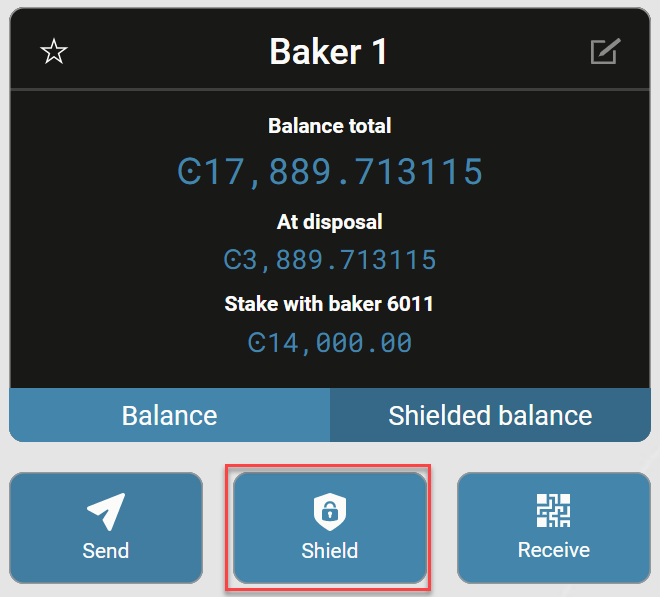 Baker 1
Balance total
Ͼ17,889.713115
At disposal
Ͼ3,889.713115
Stake with baker 6011
Ͼ14,000.00
Balance Shielded balance
Send Shield Receive